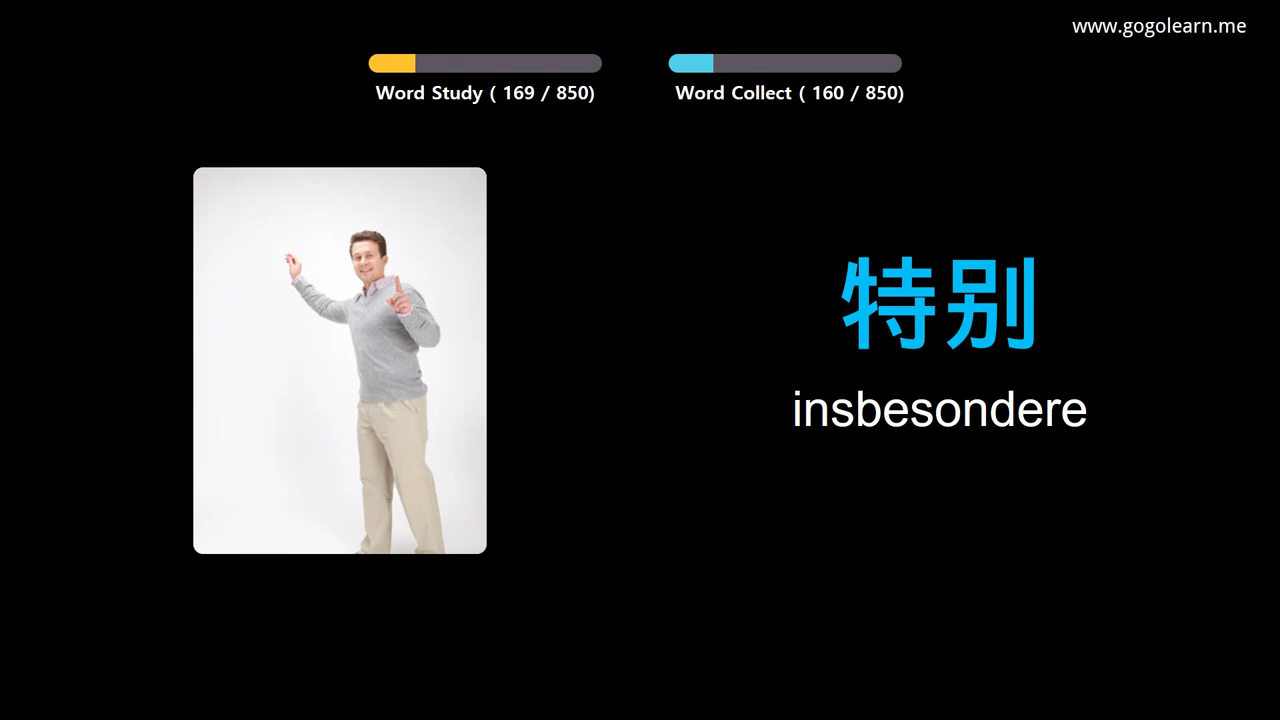 www.gogolearn.me
Word Study ( 169 / 850)
Word Collect ( 160 / 850)
特别
insbesondere